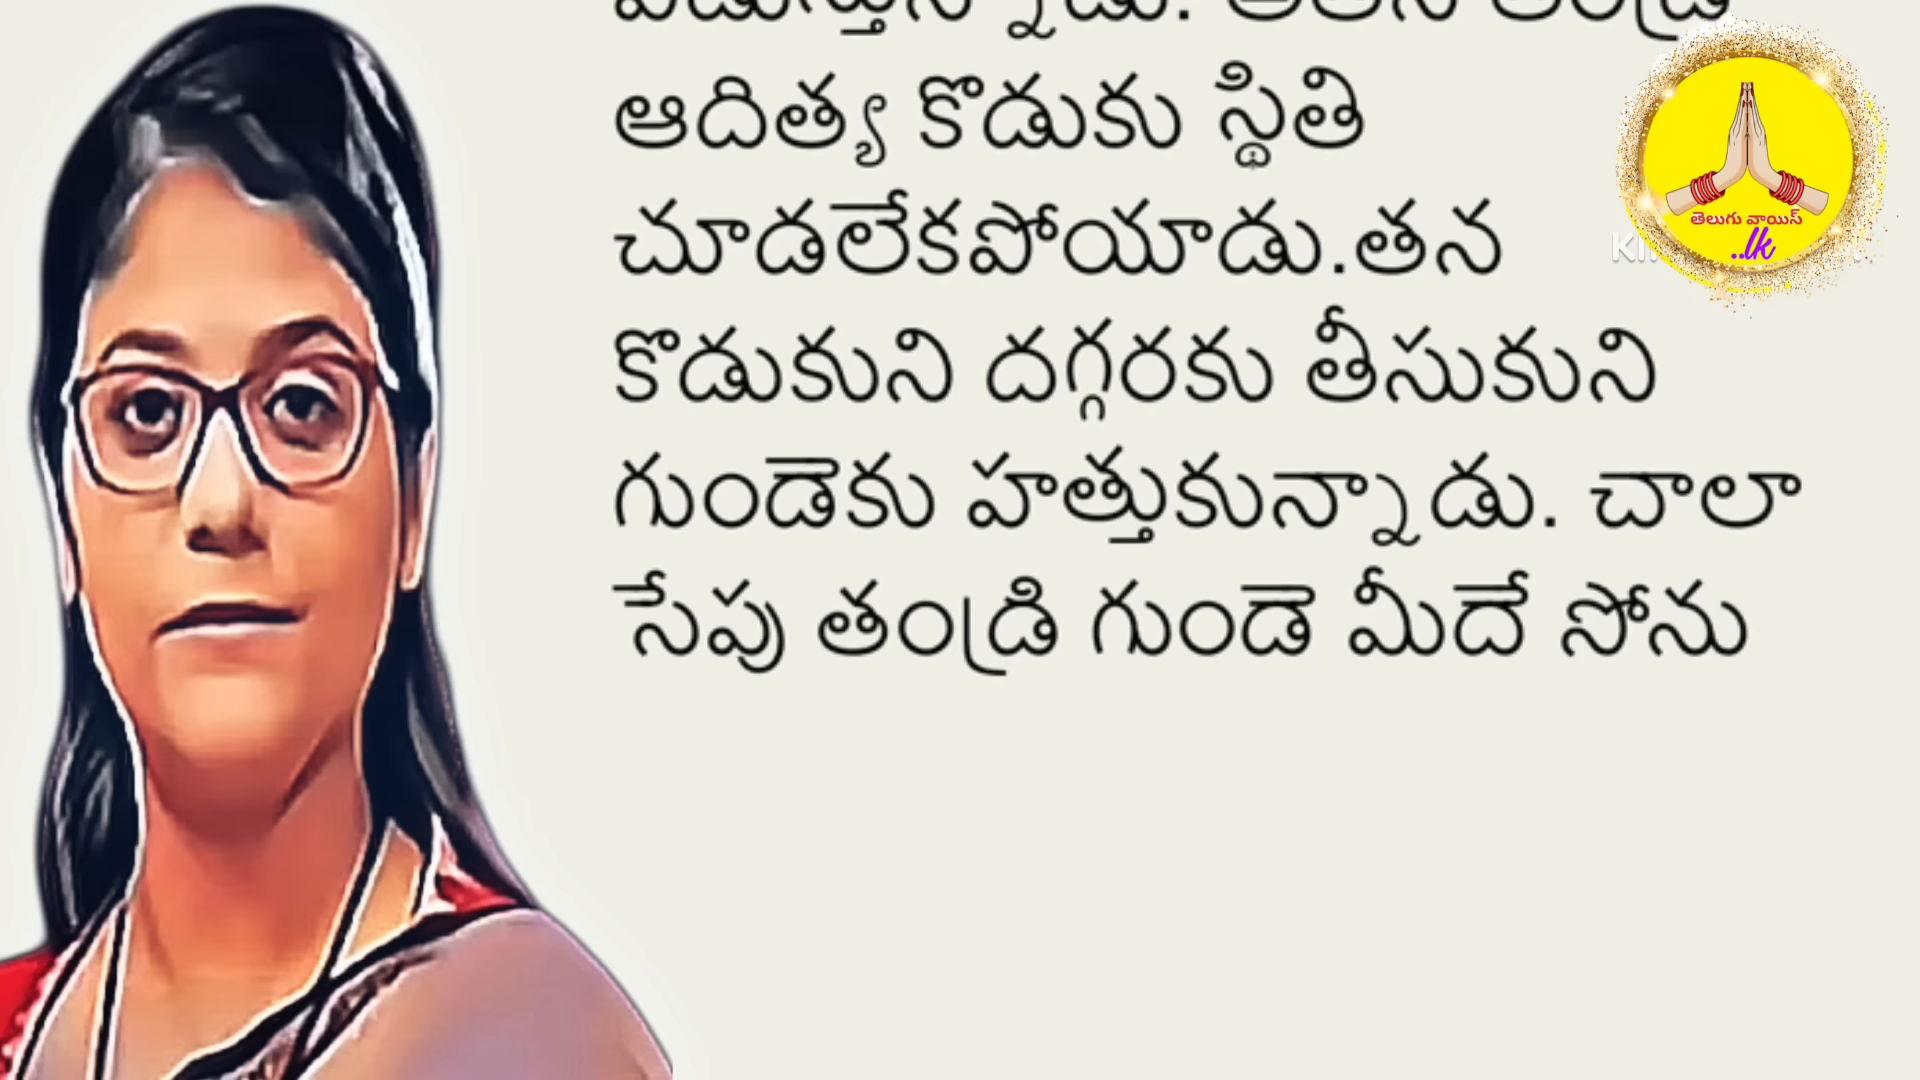 ఆదిత్య కొడుకు స్థితి
చూడలేకపోయాడు.తన
కొడుకుని దగ్గరకు తీసుకుని
గుండెకు హత్తుకున్నాడు. చాలా
సేపు తండ్రి గుండె మీదే సోను
తెలుగు వాయిస్
..lk